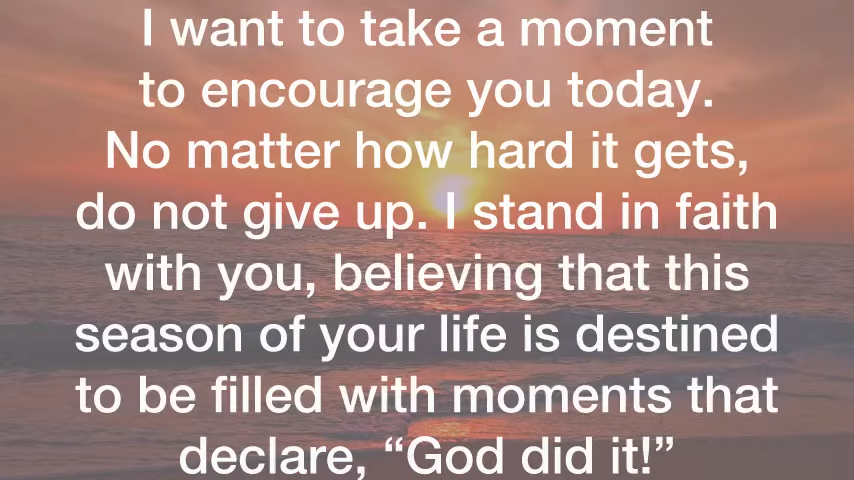 I want to take a moment
to encourage you today.
No matter how hard it gets,
do not give up. I stand in faith
with you, believing that this
season of your life is destined
to be filled with moments that
declare, “God did it!”